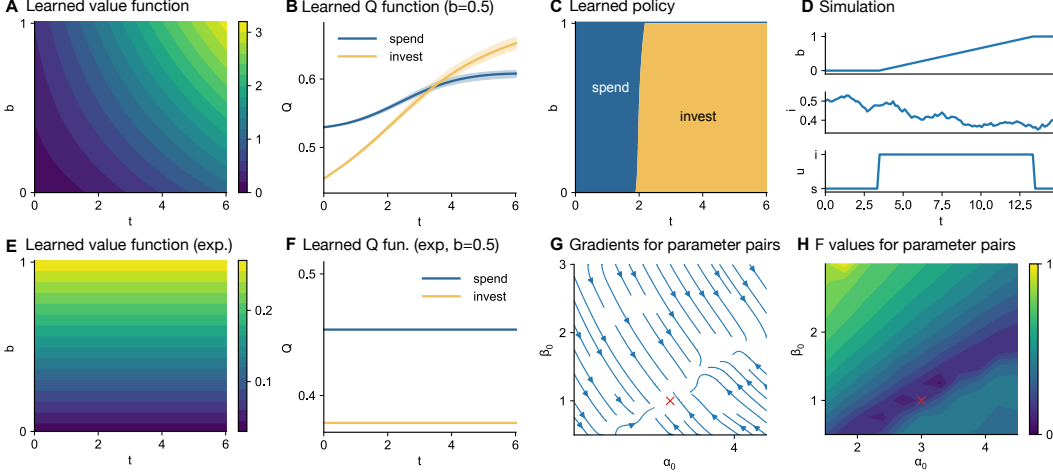 A Learned value function
1
b
0
0
2
4
6
t
3
2
1
0
B Learned Q function (b=0.5)
spend
invest
Q
0.6
0.5
0
2
4
6
t
C Learned policy
1
b
0
spend
invest
0
2
4
6
t
D Simulation
b
1
0
i
0.5
0.4
u
i
s
0.0
2.5
5.0
7.5
10.0
12.5
t
E Learned value function (exp.)
1
b
0
0
2
4
6
t
0.2
0.1
F Learned Q fun. (exp, b=0.5)
0.5
Q
0.4
spend
invest
0
2
4
6
t
G Gradients for parameter pairs
3
2
1
β₀
4
α₀
H F values for parameter pairs
β₀
2
1
2
3
4
α₀
1
0